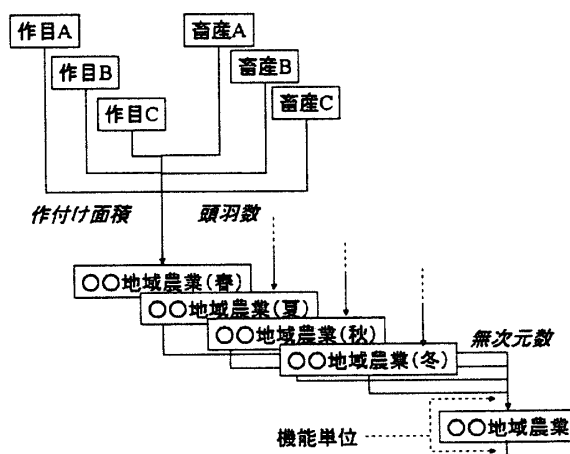 作目A
畜産A
作目B
畜産B
作目C
畜産C
作付け面積
頭羽数
○○地域農業(春)
○○地域農業(夏)
○○地域農業(秋)
○○地域農業(冬)
無次元数
機能単位
○○地域農業